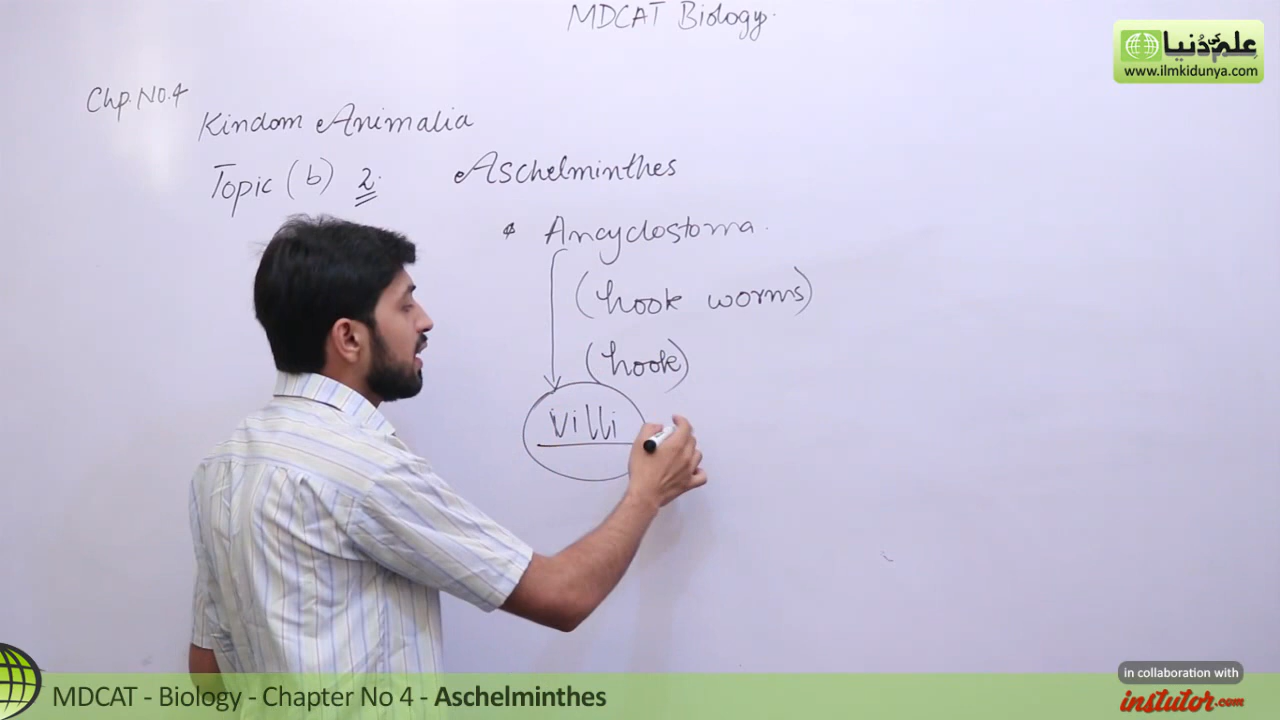 MDCAT Biology.
علم کی دُنیا
www.ilmkidunya.com
Chp. No. 4
Kindom Animalia
Topic (b) 2.
Aschelminthes
Ancyclostoma.
(hook worms)
(hook)
Villi
MDCAT - Biology - Chapter No 4 - Aschelminthes
in collaboration with
instutor.com